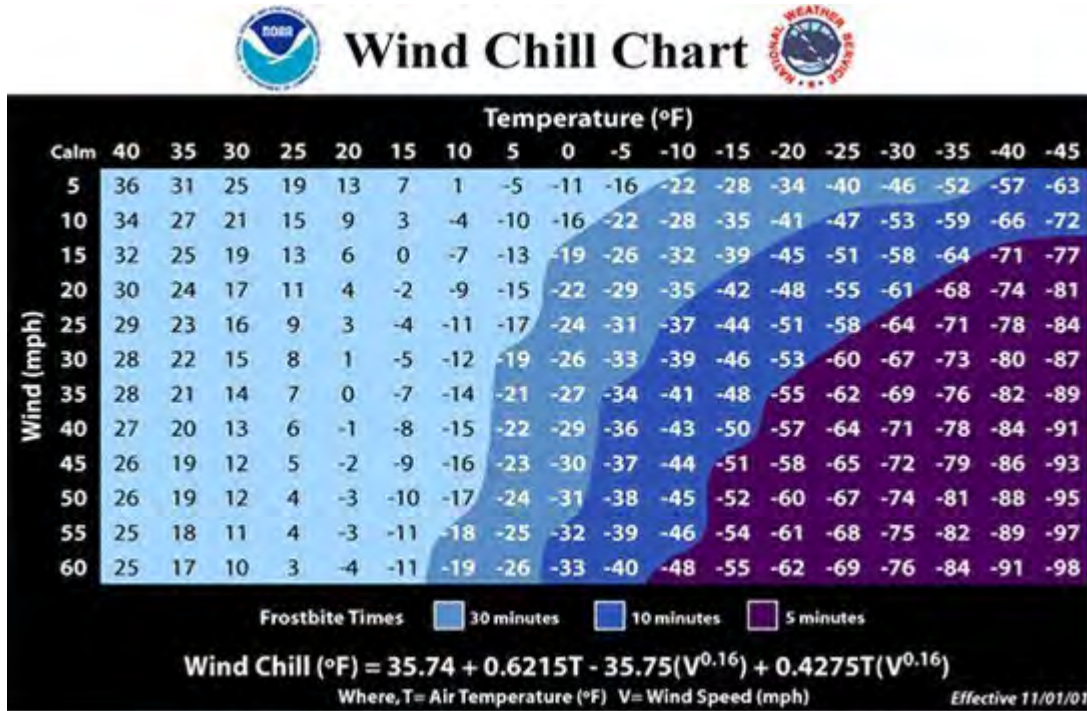 NOAA
Wind Chill Chart
NATIONAL WEATHER SERVICE
Temperature (ºF)
Calm 40 35 30 25 20 15 10 5 0 -5 -10 -15 -20 -25 -30 -35 -40 -45
Wind (mph)
5 36 31 25 19 13 7 1 -5 -11 -16 -22 -28 -34 -40 -46 -52 -57 -63
10 34 27 21 15 9 3 -4 -10 -16 -22 -28 -35 -41 -47 -53 -59 -66 -72
15 32 25 19 13 6 0 -7 -13 -19 -26 -32 -39 -45 -51 -58 -64 -71 -77
20 30 24 17 11 4 -2 -9 -15 -22 -29 -35 -42 -48 -55 -61 -68 -74 -81
25 29 23 16 9 3 -4 -11 -17 -24 -31 -37 -44 -51 -58 -64 -71 -78 -84
30 28 22 15 8 1 -5 -12 -19 -26 -33 -39 -46 -53 -60 -67 -73 -80 -87
35 28 21 14 7 0 -7 -14 -21 -27 -34 -41 -48 -55 -62 -69 -76 -82 -89
40 27 20 13 6 -1 -8 -15 -22 -29 -36 -43 -50 -57 -64 -71 -78 -84 -91
45 26 19 12 5 -2 -9 -16 -23 -30 -37 -44 -51 -58 -65 -72 -79 -86 -93
50 26 19 12 4 -3 -10 -17 -24 -31 -38 -45 -52 -60 -67 -74 -81 -88 -95
55 25 18 11 4 -3 -11 -18 -25 -32 -39 -46 -54 -61 -68 -75 -82 -89 -97
60 25 17 10 3 -4 -11 -19 -26 -33 -40 -48 -55 -62 -69 -76 -84 -91 -98
Frostbite Times 30 minutes 10 minutes 5 minutes
Wind Chill (ºF) = 35.74 + 0.6215T - 35.75(V^0.16) + 0.4275T(V^0.16)
Where, T= Air Temperature (ºF) V= Wind Speed (mph)
Effective 11/01/01